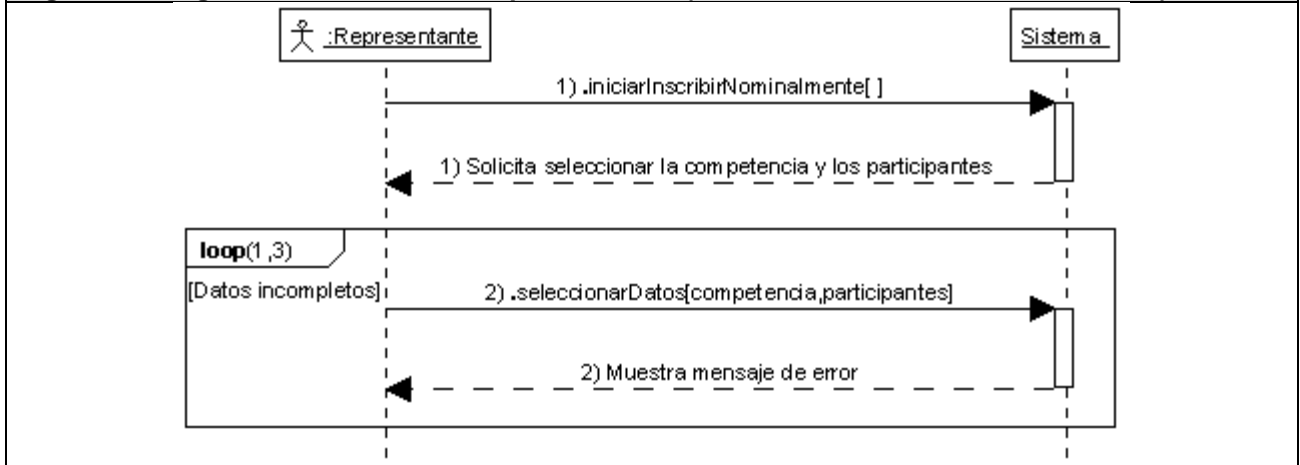 :Representante
Sistema
1) .iniciarInscribirNominalmente[ ]
1) Solicita seleccionar la competencia y los participantes
loop(1,3)
[Datos incompletos]
2) .seleccionarDatos[competencia,participantes]
2) Muestra mensaje de error